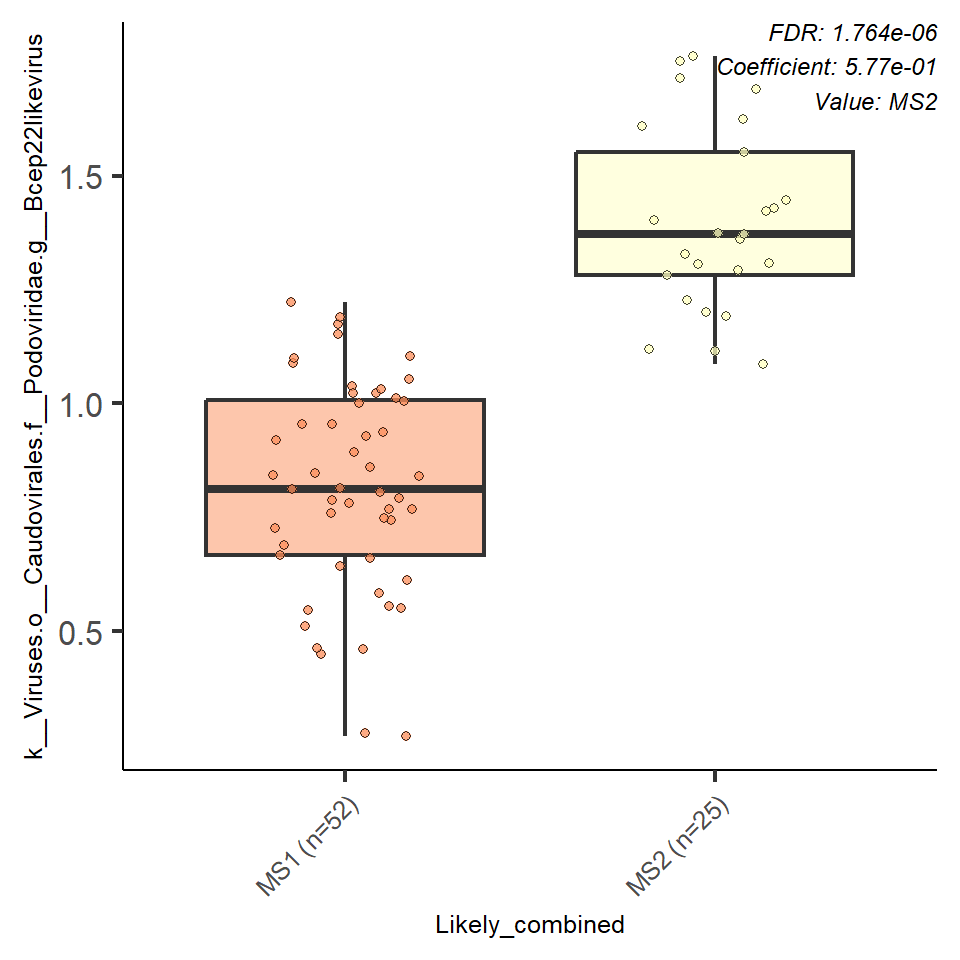 FDR: 1.764e-06
Coefficient: 5.77e-01
Value: MS2
k__Viruses.o__Caudovirales.f__Podoviridae.g__Bcep22likevirus
1.5
1.0
0.5
MS1 (n=52)
MS2 (n=25)
Likely_combined